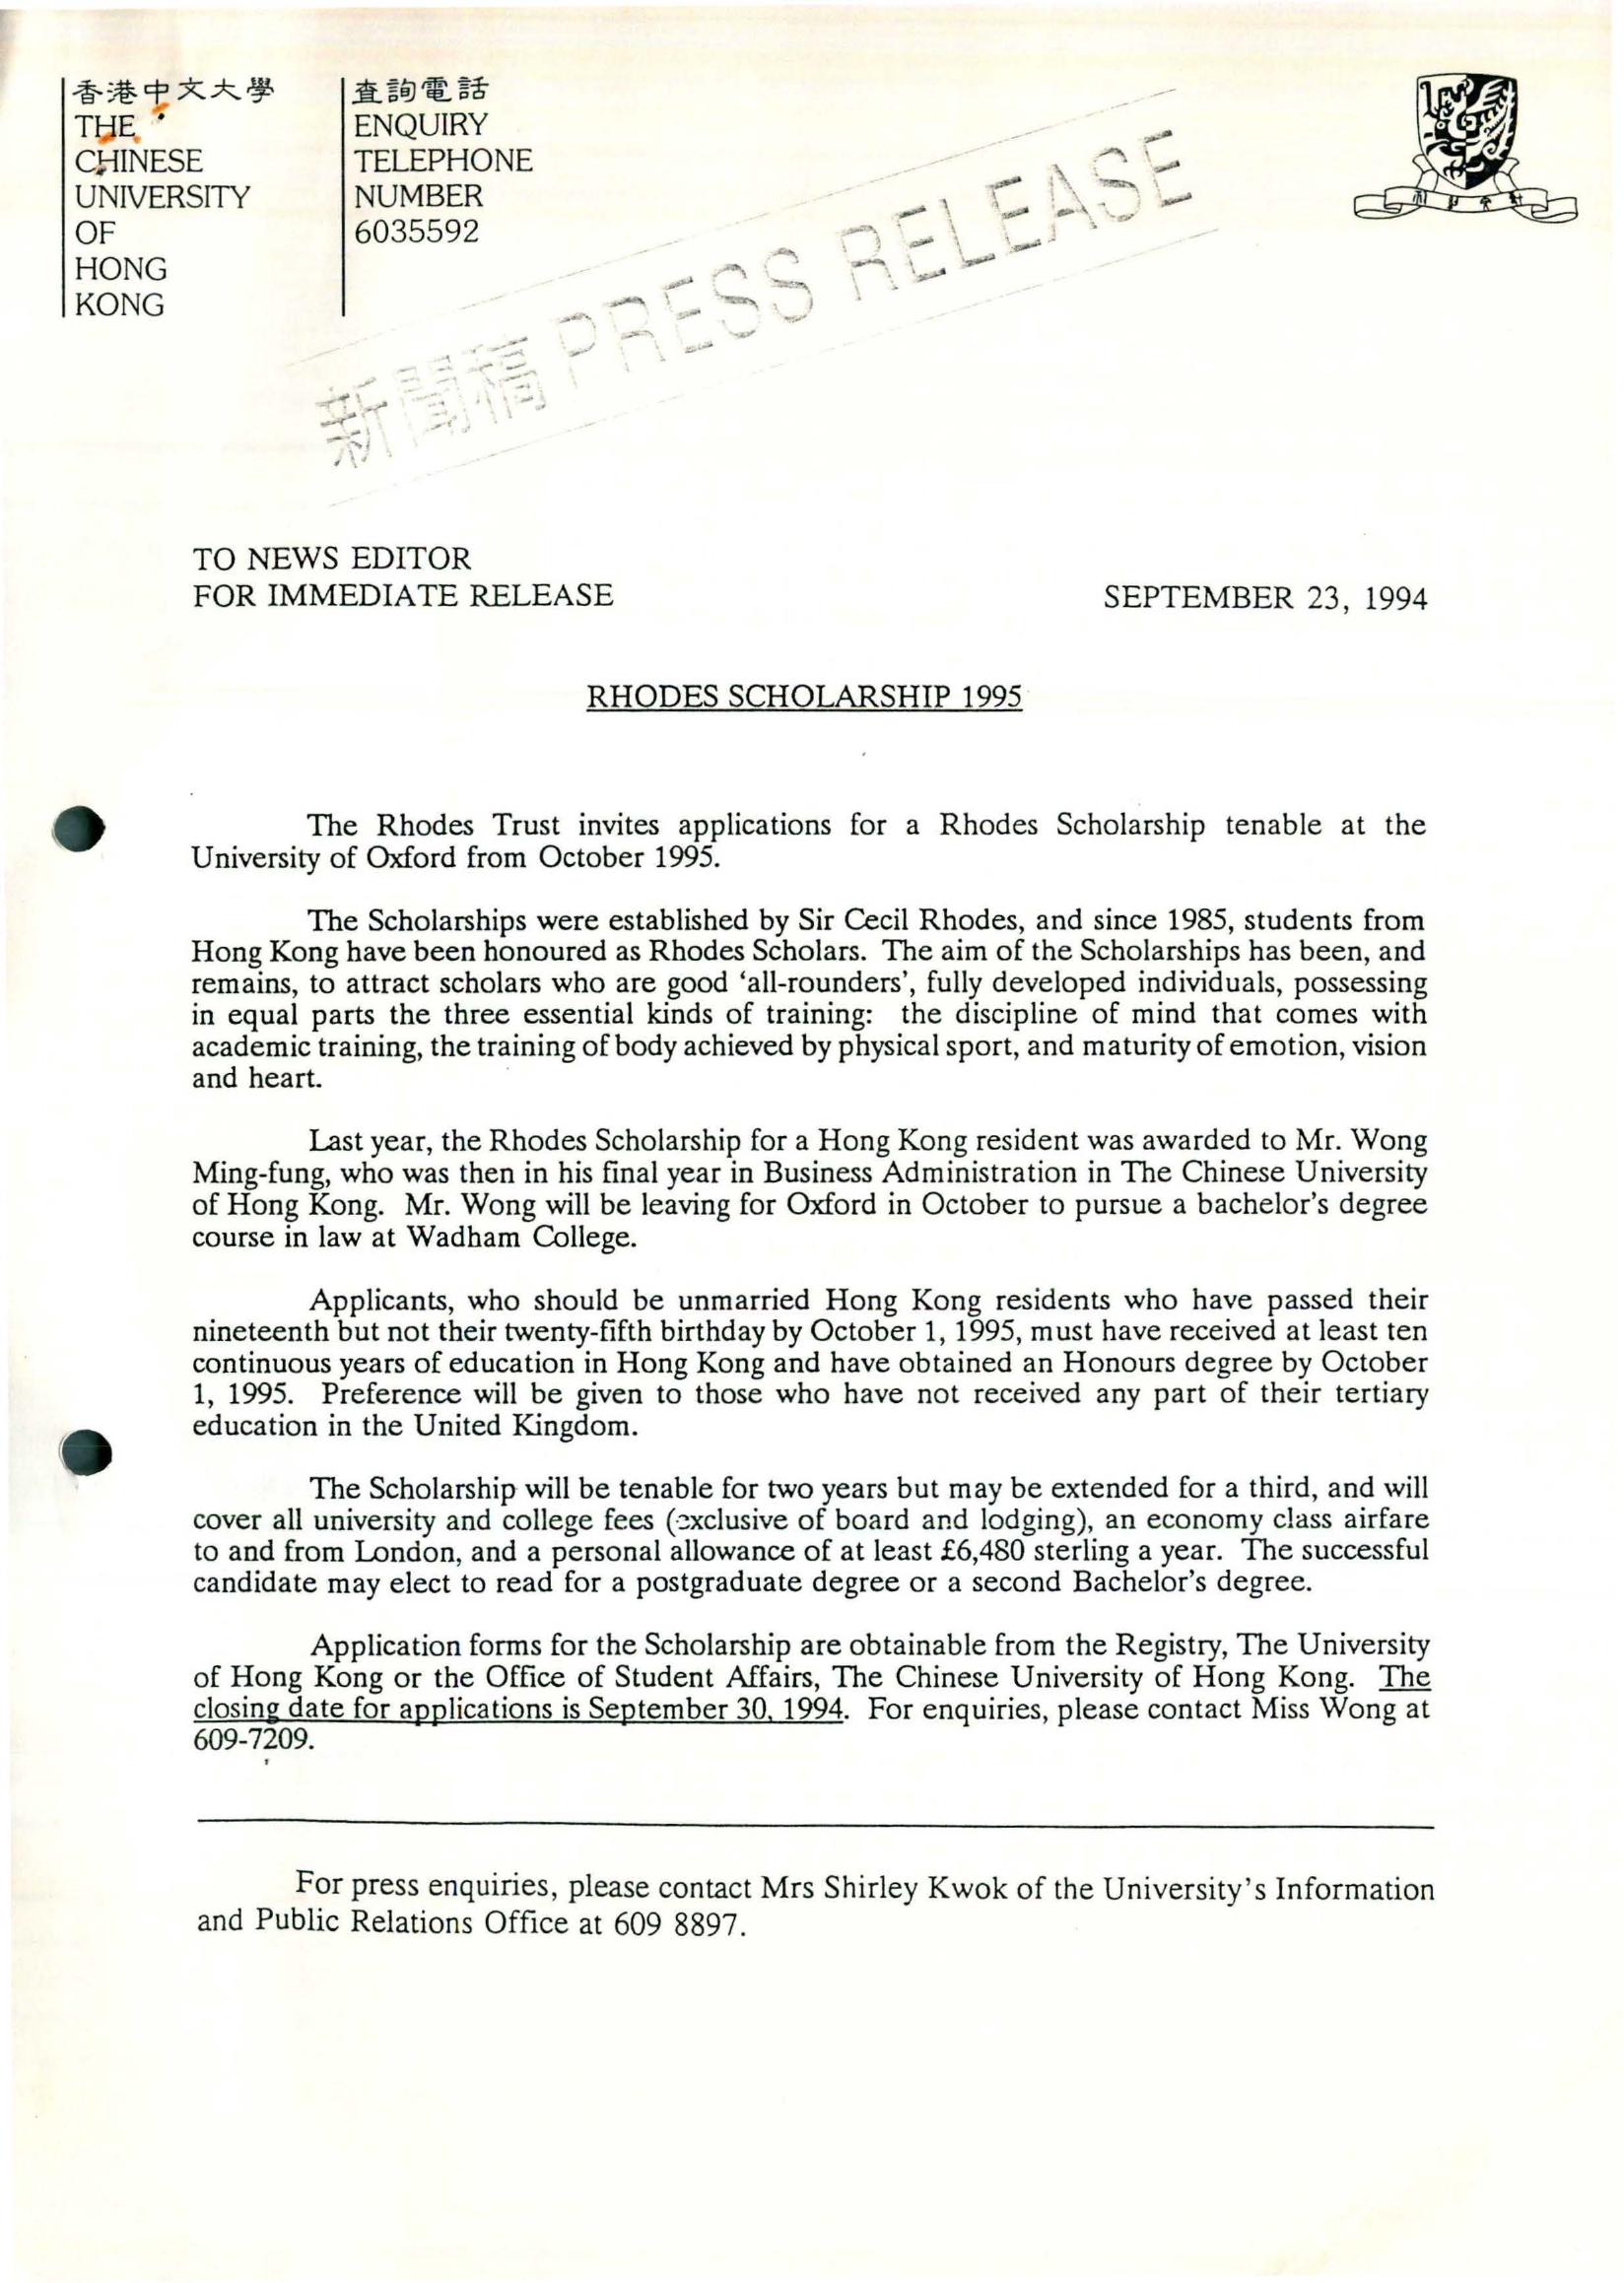 香港中文大學
THE
CHINESE
UNIVERSITY
OF
HONG
KONG
查詢電話
ENQUIRY
TELEPHONE
NUMBER
6035592
新聞稿 PRESS RELEASE
TO NEWS EDITOR
FOR IMMEDIATE RELEASE
SEPTEMBER 23, 1994
RHODES SCHOLARSHIP 1995
The Rhodes Trust invites applications for a Rhodes Scholarship tenable at the
University of Oxford from October 1995.
The Scholarships were established by Sir Cecil Rhodes, and since 1985, students from
Hong Kong have been honoured as Rhodes Scholars. The aim of the Scholarships has been, and
remains, to attract scholars who are good ‘all-rounders’, fully developed individuals, possessing
in equal parts the three essential kinds of training: the discipline of mind that comes with
academic training, the training of body achieved by physical sport, and maturity of emotion, vision
and heart.
Last year, the Rhodes Scholarship for a Hong Kong resident was awarded to Mr. Wong
Ming-fung, who was then in his final year in Business Administration in The Chinese University
of Hong Kong. Mr. Wong will be leaving for Oxford in October to pursue a bachelor's degree
course in law at Wadham College.
Applicants, who should be unmarried Hong Kong residents who have passed their
nineteenth but not their twenty-fifth birthday by October 1, 1995, must have received at least ten
continuous years of education in Hong Kong and have obtained an Honours degree by October
1, 1995. Preference will be given to those who have not received any part of their tertiary
education in the United Kingdom.
The Scholarship will be tenable for two years but may be extended for a third, and will
cover all university and college fees (exclusive of board and lodging), an economy class airfare
to and from London, and a personal allowance of at least £6,480 sterling a year. The successful
candidate may elect to read for a postgraduate degree or a second Bachelor's degree.
Application forms for the Scholarship are obtainable from the Registry, The University
of Hong Kong or the Office of Student Affairs, The Chinese University of Hong Kong. The
closing date for applications is September 30, 1994. For enquiries, please contact Miss Wong at
609-7209.
For press enquiries, please contact Mrs Shirley Kwok of the University's Information
and Public Relations Office at 609 8897.